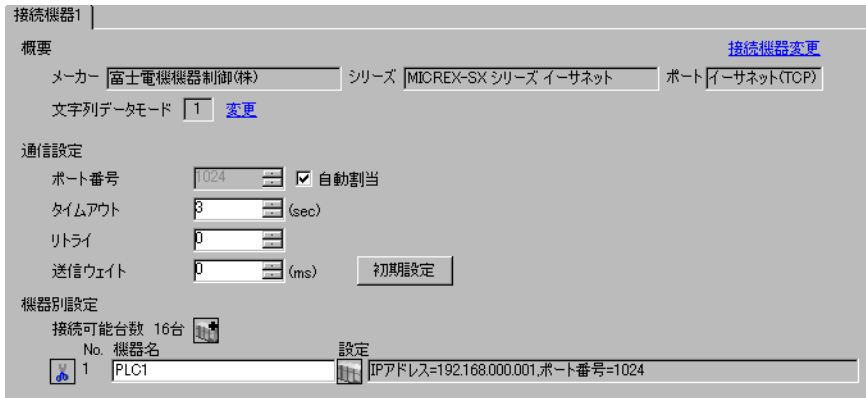 接続機器1
概要 接続機器変更
メーカー 富士電機機器制御(株) シリーズ MICREX-SX シリーズ イーサネット ポート イーサネット(TCP)
文字列データモード 1 変更
通信設定
ポート番号 1024 自動割当
タイムアウト 3 (sec)
リトライ 0
送信ウェイト 0 (ms) 初期設定
機器別設定
接続可能台数 16台
No. 機器名 設定
1 PLC1 IPアドレス=192.168.000.001,ポート番号=1024